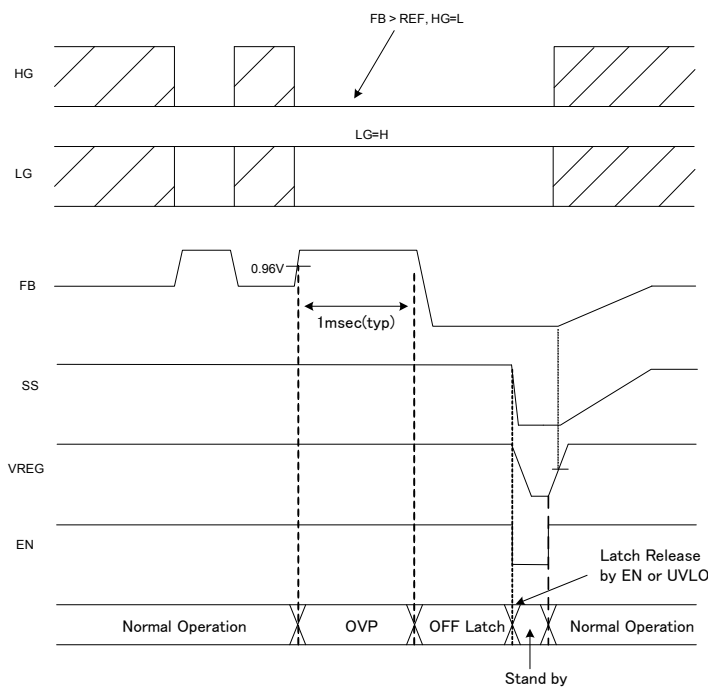 FB > REF, HG=L
HG
LG=H
LG
0.96V
FB
1msec(typ)
SS
VREG
EN
Latch Release
by EN or UVLO
Normal Operation
OVP
OFF Latch
Normal Operation
Stand by